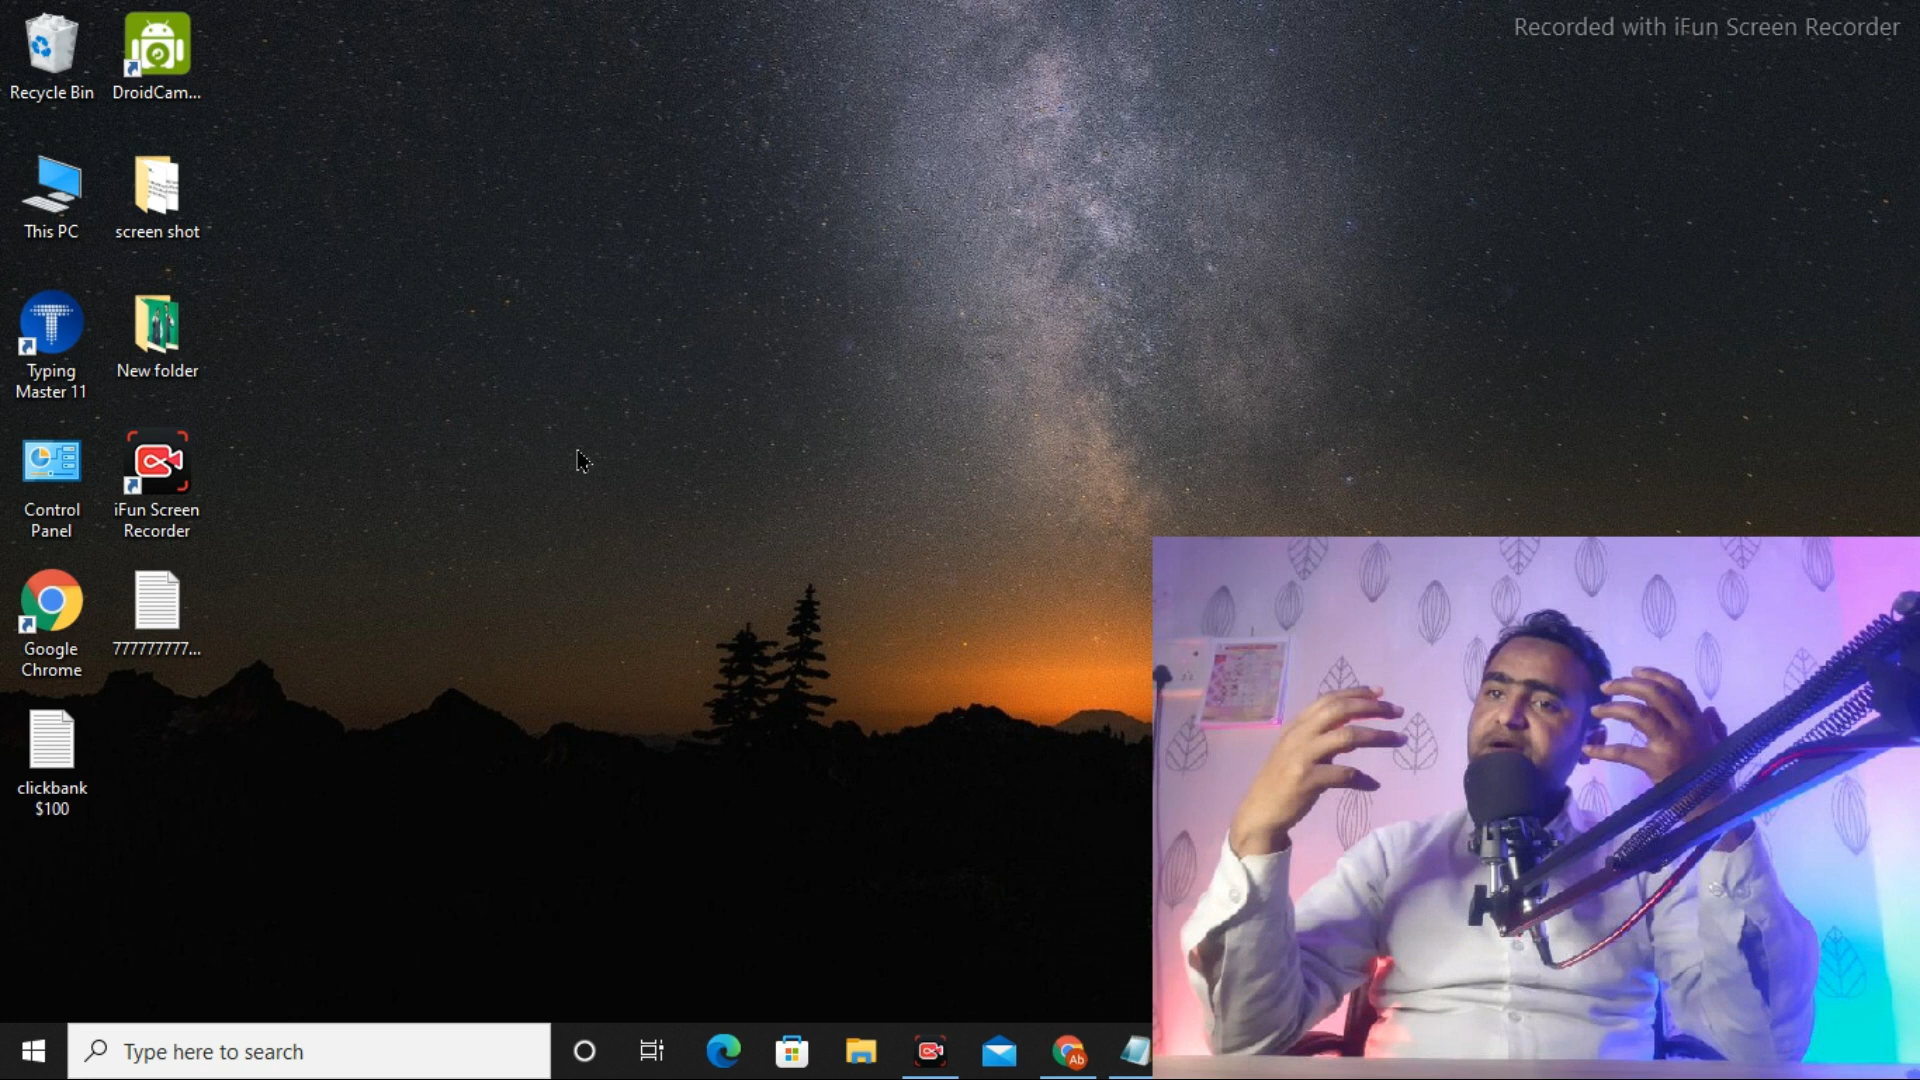 Recorded with iFun Screen Recorder
Recycle Bin
DroidCam...
This PC
screen shot
Typing
Master 11
New folder
Control
Panel
iFun Screen
Recorder
Google
Chrome
777777777...
clickbank
$100
Type here to search
Ab